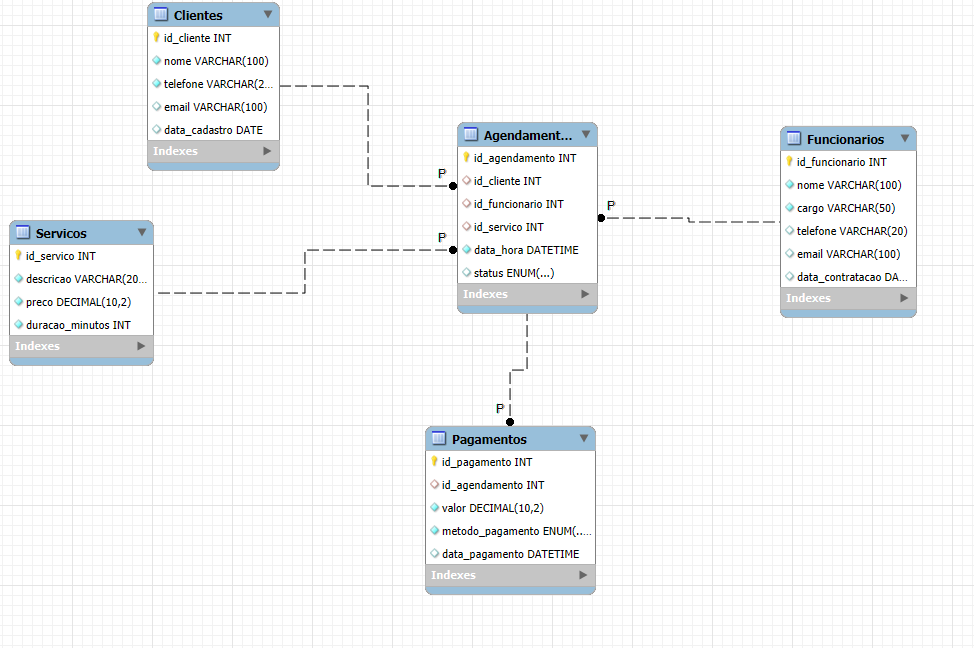 Clientes
id_cliente INT
nome VARCHAR(100)
telefone VARCHAR(2...
email VARCHAR(100)
data_cadastro DATE
Indexes
Servicos
id_servico INT
descricao VARCHAR(20...
preco DECIMAL(10,2)
duracao_minutos INT
Indexes
P
P
Agendament...
id_agendamento INT
id_cliente INT
id_funcionario INT
id_servico INT
data_hora DATETIME
status ENUM(...)
Indexes
P
Funcionarios
id_funcionario INT
nome VARCHAR(100)
cargo VARCHAR(50)
telefone VARCHAR(20)
email VARCHAR(100)
data_contratacao DA...
Indexes
P
Pagamentos
id_pagamento INT
id_agendamento INT
valor DECIMAL(10,2)
metodo_pagamento ENUM(...
data_pagamento DATETIME
Indexes